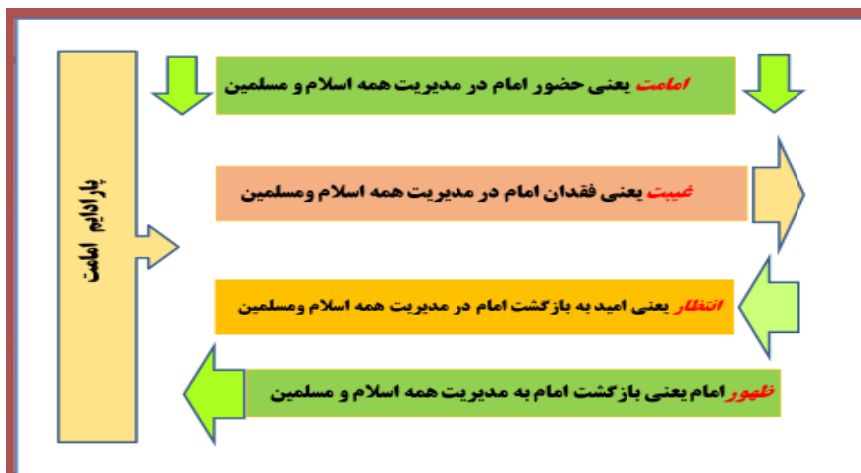 پارادایم امامت
امامت یعنی حضور امام در مدیریت همه اسلام و مسلمین
غیبت یعنی فقدان امام در مدیریت همه اسلام ومسلمین
انتظار یعنی امید به بازگشت امام در مدیریت همه اسلام ومسلمین
ظهور امام یعنی بازگشت امام به مدیریت همه اسلام و مسلمین